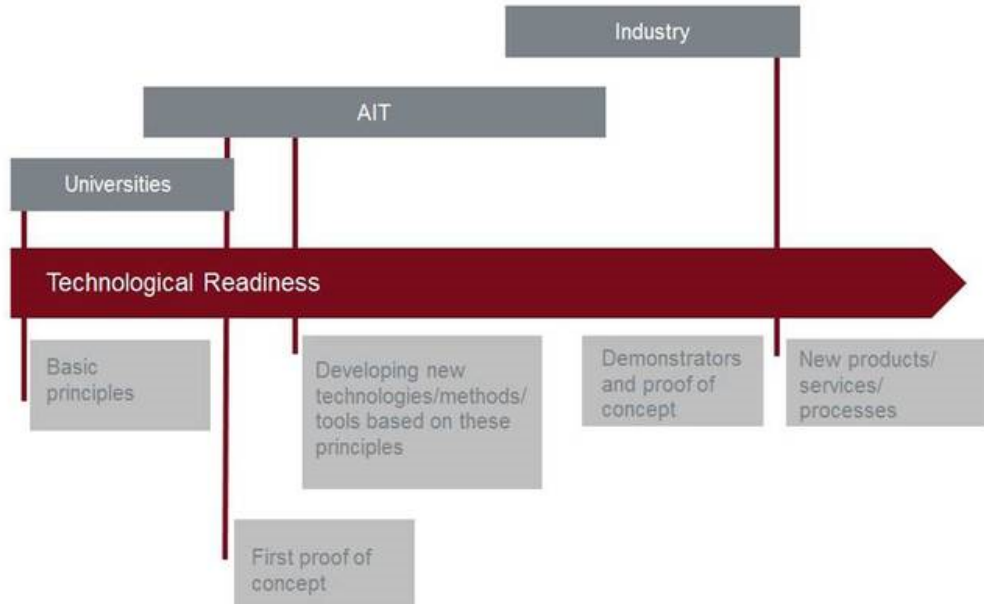 Industry
AIT
Universities
Technological Readiness
Basic
principles
Developing new
technologies/methods/
tools based on these
principles
Demonstrators
and proof of
concept
New products/
services/
processes
First proof of
concept